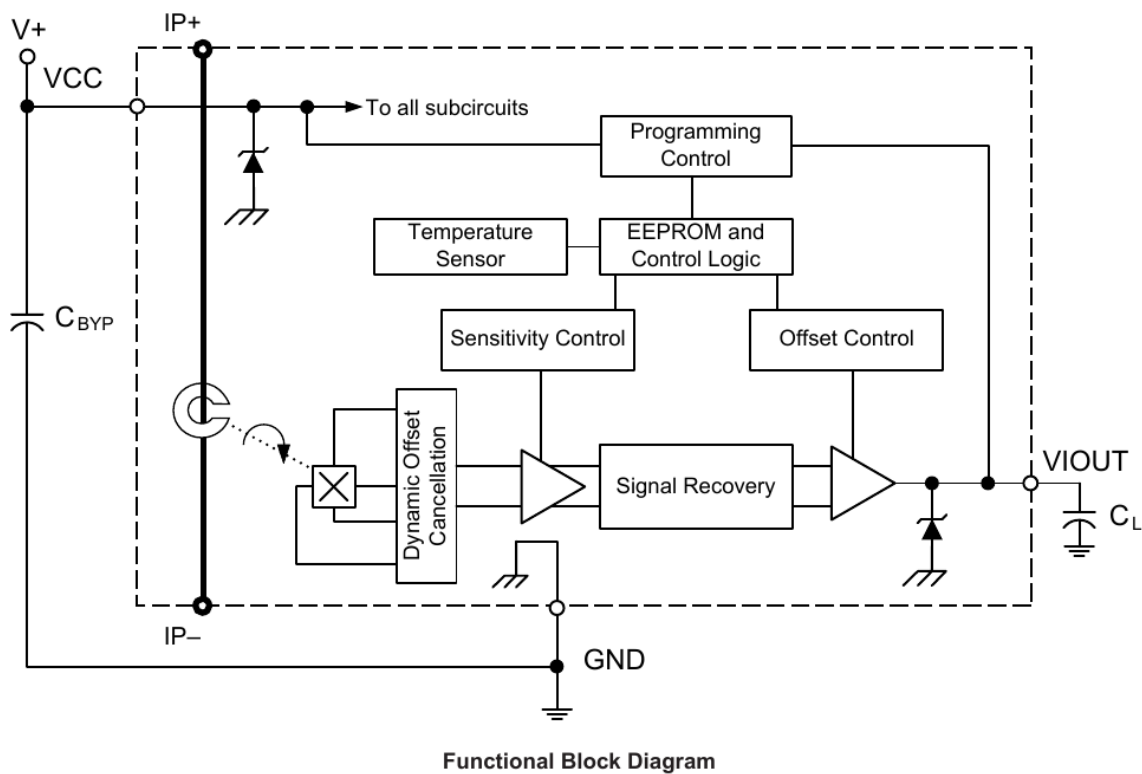 V+
IP+
VCC
To all subcircuits
Programming
Control
Temperature
Sensor
EEPROM and
Control Logic
CBYP
Sensitivity Control
Offset Control
Dynamic Offset
Cancellation
Signal Recovery
VIOUT
CL
IP–
GND
Functional Block Diagram